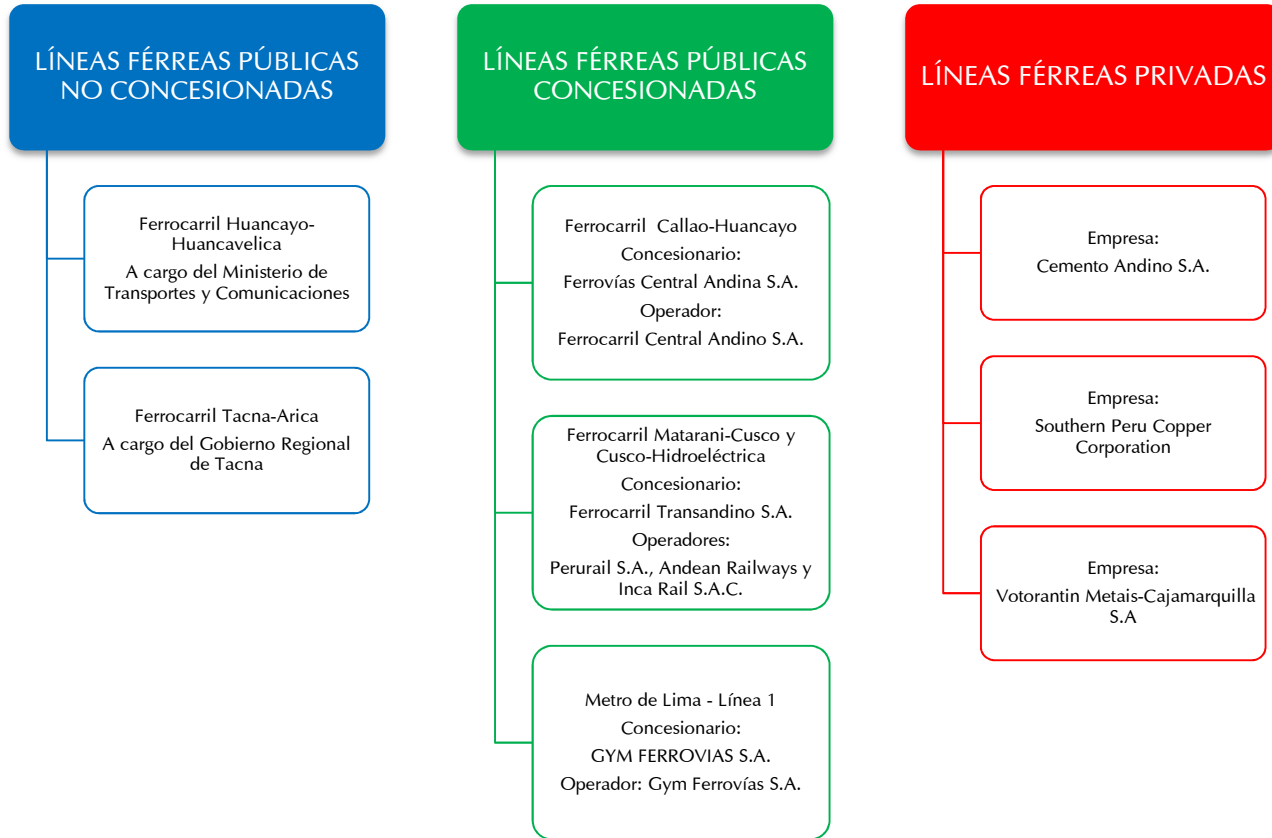 LÍNEAS FÉRREAS PÚBLICAS
NO CONCESIONADAS
Ferrocarril Huancayo-
Huancavelica
A cargo del Ministerio de
Transportes y Comunicaciones
Ferrocarril Tacna-Arica
A cargo del Gobierno Regional
de Tacna
LÍNEAS FÉRREAS PÚBLICAS
CONCESIONADAS
Ferrocarril Callao-Huancayo
Concesionario:
Ferrovías Central Andina S.A.
Operador:
Ferrocarril Central Andino S.A.
Ferrocarril Matarani-Cusco y
Cusco-Hidroeléctrica
Concesionario:
Ferrocarril Transandino S.A.
Operadores:
Perurail S.A., Andean Railways y
Inca Rail S.A.C.
Metro de Lima - Línea 1
Concesionario:
GYM FERROVIAS S.A.
Operador: Gym Ferrovías S.A.
LÍNEAS FÉRREAS PRIVADAS
Empresa:
Cemento Andino S.A.
Empresa:
Southern Peru Copper
Corporation
Empresa:
Votorantin Metais-Cajamarquilla
S.A